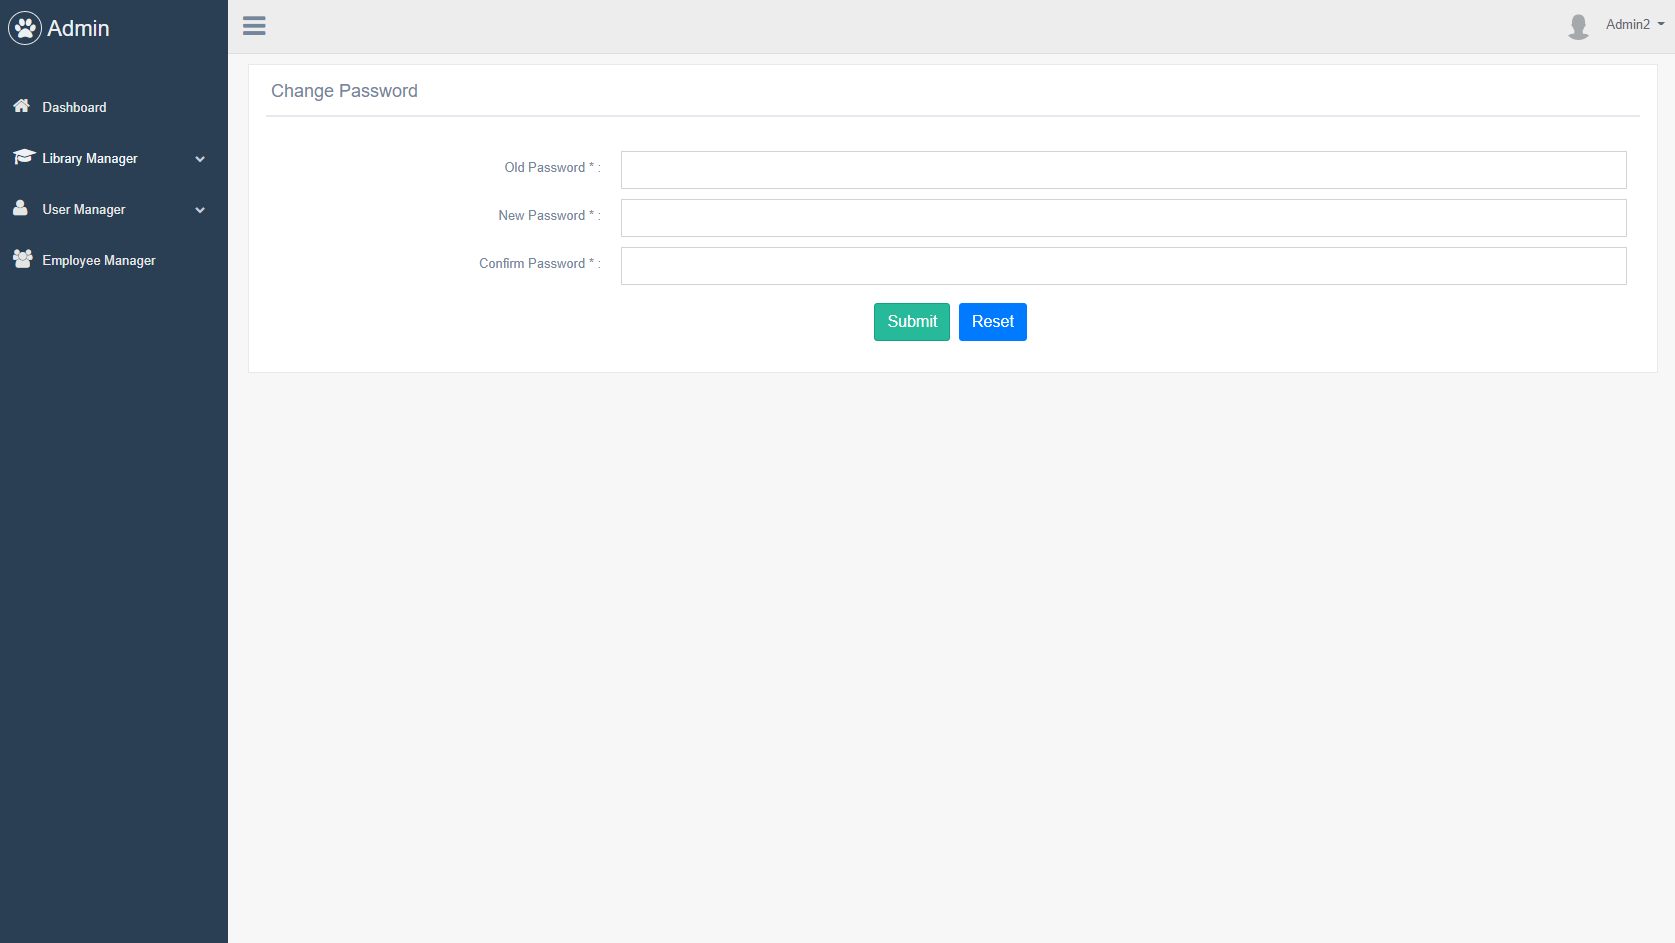 Admin
Admin2
Dashboard
Library Manager
User Manager
Employee Manager
Change Password
Old Password * :
New Password * :
Confirm Password * :
Submit
Reset